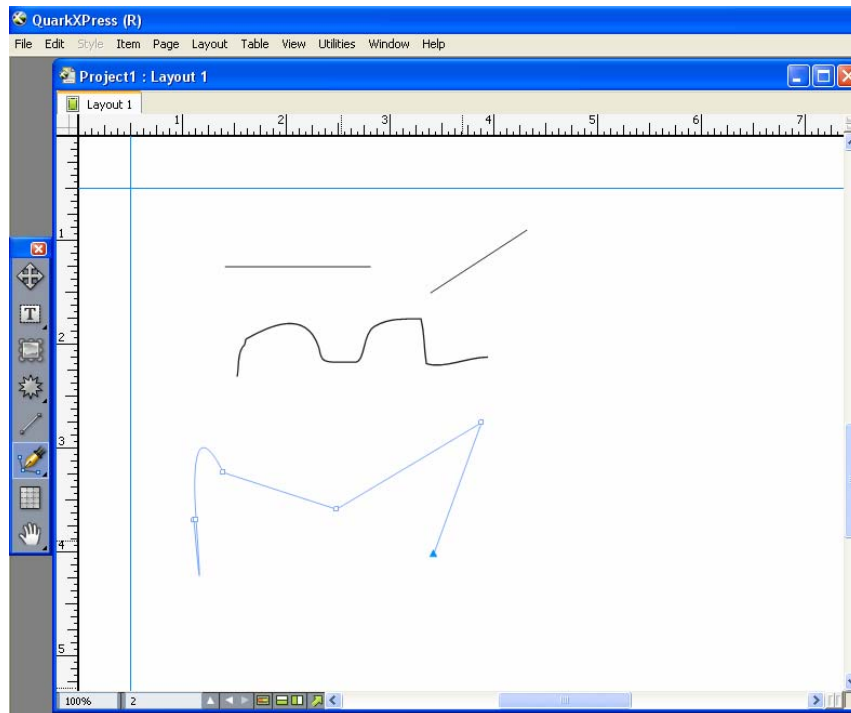 QuarkXPress (R)
File Edit Style Item Page Layout Table View Utilities Window Help
Project1 : Layout 1
Layout 1
1 2 3 4 5 6 7
1
T
2
3
4
5
100% 2